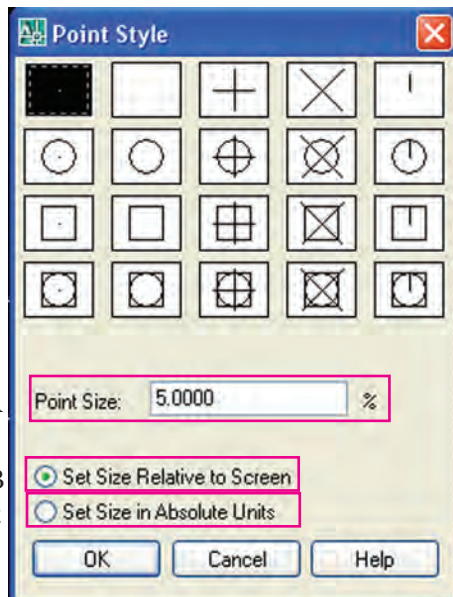 Point Style
Point Size: 5.0000 %
Set Size Relative to Screen
Set Size in Absolute Units
OK Cancel Help